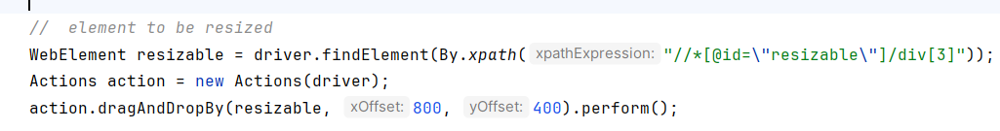 // element to be resized
WebElement resizable = driver.findElement(By.xpath( xpathExpression: "//*[@id=\"resizable\"]/div[3]"));
Actions action = new Actions(driver);
action.dragAndDropBy(resizable, xOffset: 800, yOffset: 400).perform();